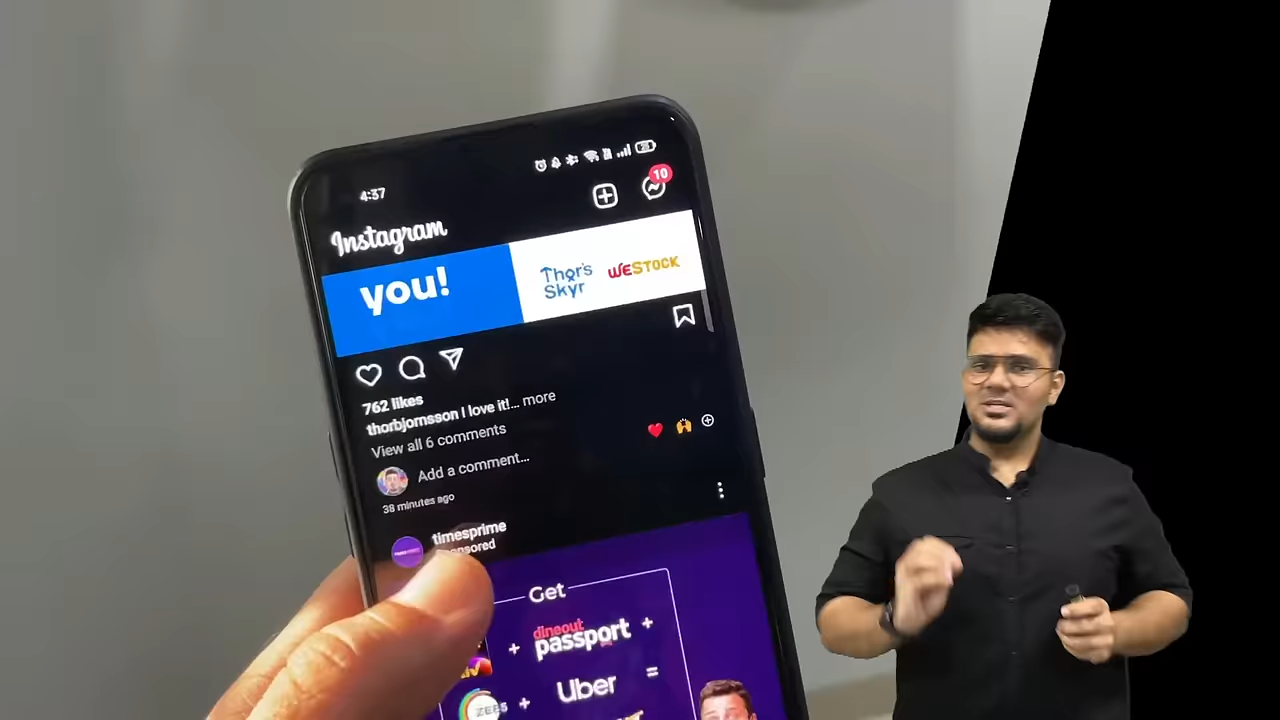 4:37
10
Instagram
you!
Thor's
Skyr
WESTOCK
762 likes
thorbjornsson I love it!... more
View all 6 comments
Add a comment...
38 minutes ago
timesprime
Get
+ dineout
passport +
ZEE5 + Uber =